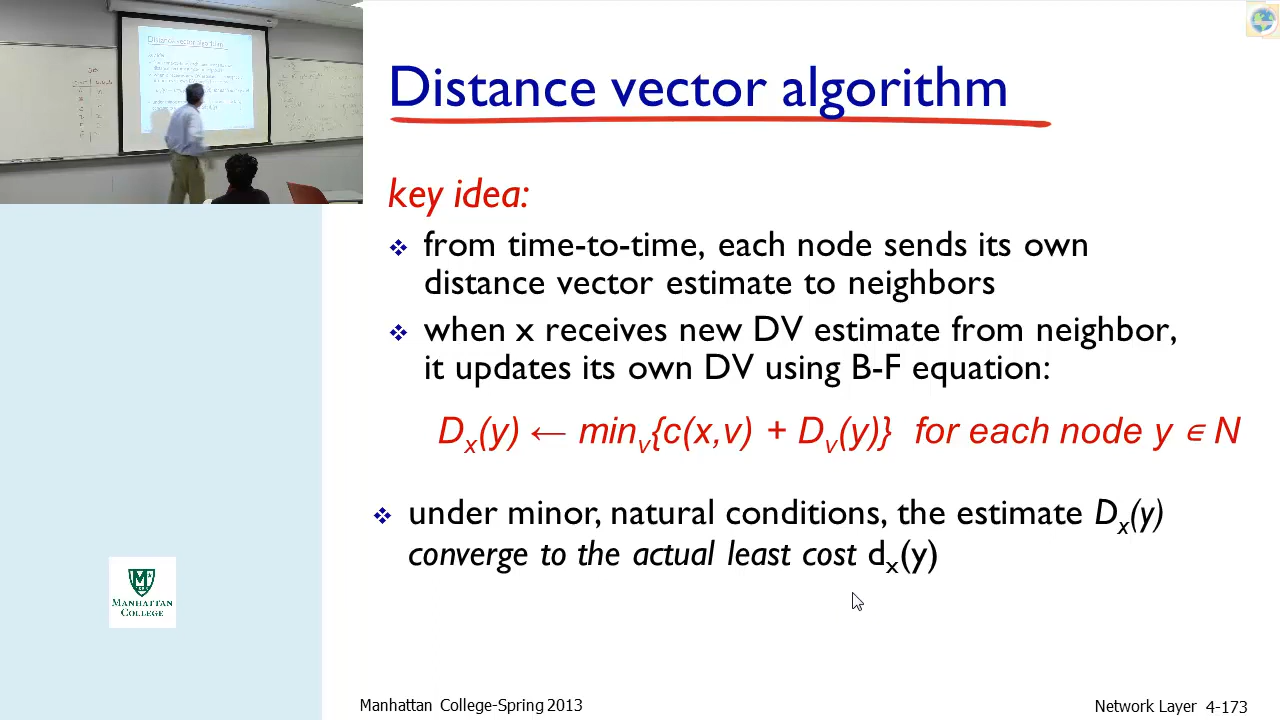 Distance vector algorithm
Distance vector algorithm
key idea:
❖ from time-to-time, each node sends its own
distance vector estimate to neighbors
❖ when x receives new DV estimate from neighbor,
it updates its own DV using B-F equation:
Dx(y) ← minv{c(x,v) + Dv(y)} for each node y ∊ N
❖ under minor, natural conditions, the estimate Dx(y)
converge to the actual least cost dx(y)
MANHATTAN
COLLEGE
Manhattan College-Spring 2013
Network Layer 4-173